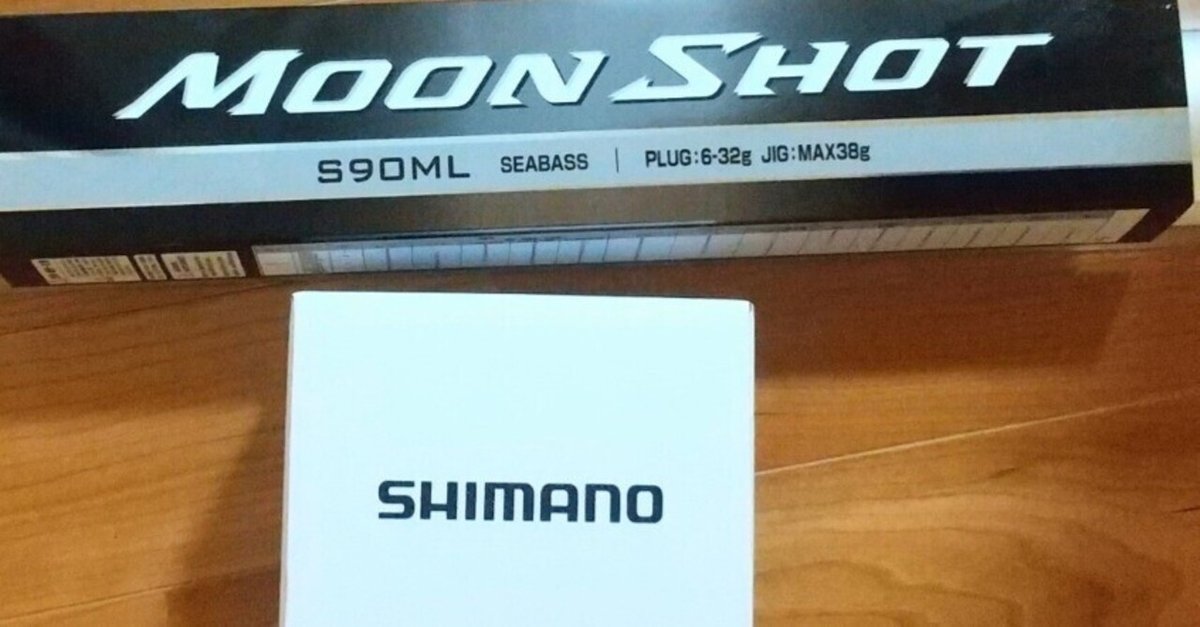 MOON SHOT
S90ML SEABASS | PLUG:6-32g JIG:MAX38g
SHIMANO